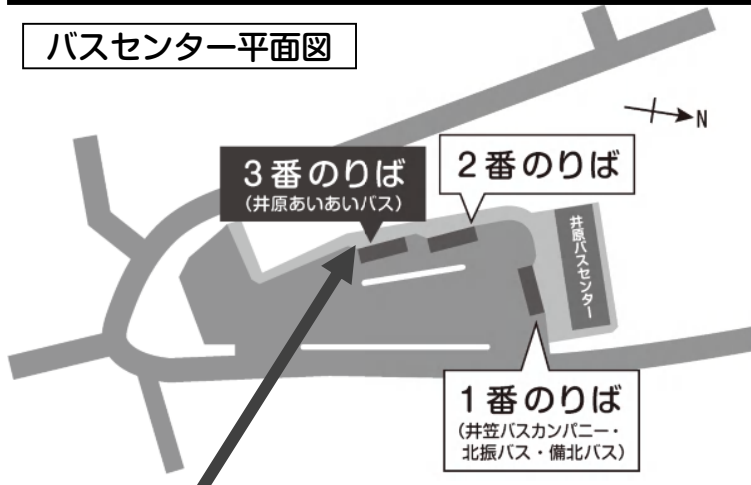 バスセンター平面図
N
3番のりば
(井原あいあいバス)
2番のりば
井原バスセンター
1番のりば
(井笠バスカンパニー・
北振バス・備北バス)